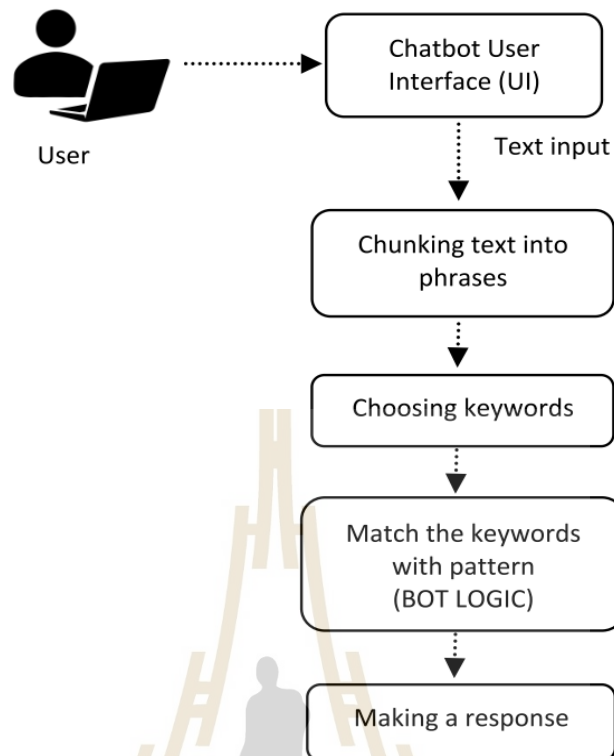 Chatbot User
Interface (UI)
User
Text input
Chunking text into
phrases
Choosing keywords
Match the keywords
with pattern
(BOT LOGIC)
Making a response